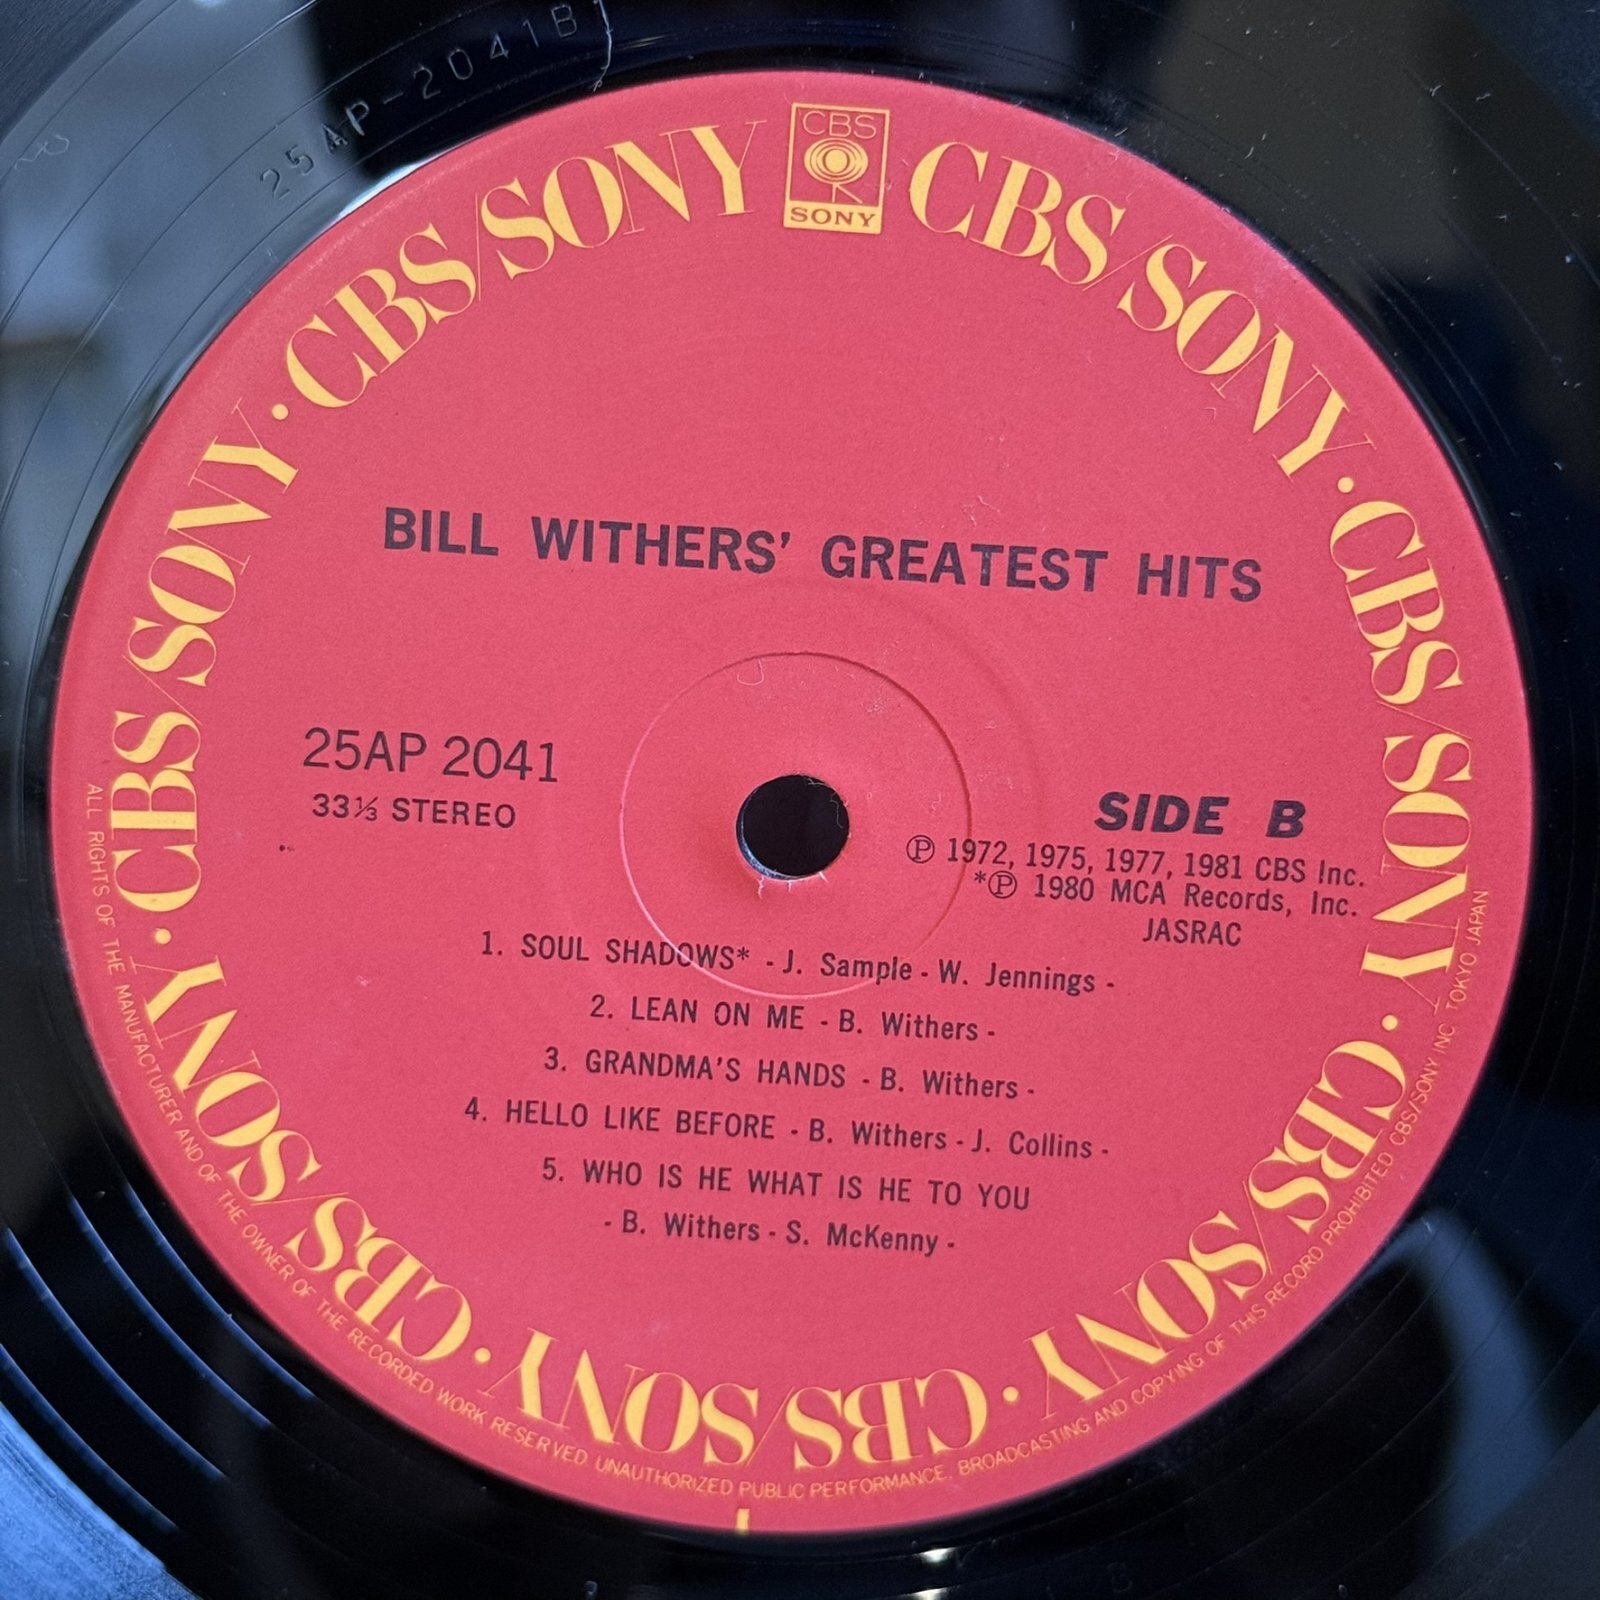 25AP-2041B
CBS
SONY
CBS/SONY · CBS/SONY · CBS/SONY · CBS/SONY · CBS/SONY · CBS/SONY · CBS/SONY · CBS/SONY
BILL WITHERS' GREATEST HITS
25AP 2041
33⅓ STEREO
SIDE B
Ⓟ 1972, 1975, 1977, 1981 CBS Inc.
*Ⓟ 1980 MCA Records, Inc.
JASRAC
1. SOUL SHADOWS* - J. Sample - W. Jennings -
2. LEAN ON ME - B. Withers -
3. GRANDMA'S HANDS - B. Withers -
4. HELLO LIKE BEFORE - B. Withers - J. Collins -
5. WHO IS HE WHAT IS HE TO YOU
- B. Withers - S. McKenny -
ALL RIGHTS OF THE MANUFACTURER AND OF THE OWNER OF THE RECORDED WORK RESERVED. UNAUTHORIZED PUBLIC PERFORMANCE, BROADCASTING AND COPYING OF THIS RECORD PROHIBITED CBS/SONY INC TOKYO JAPAN